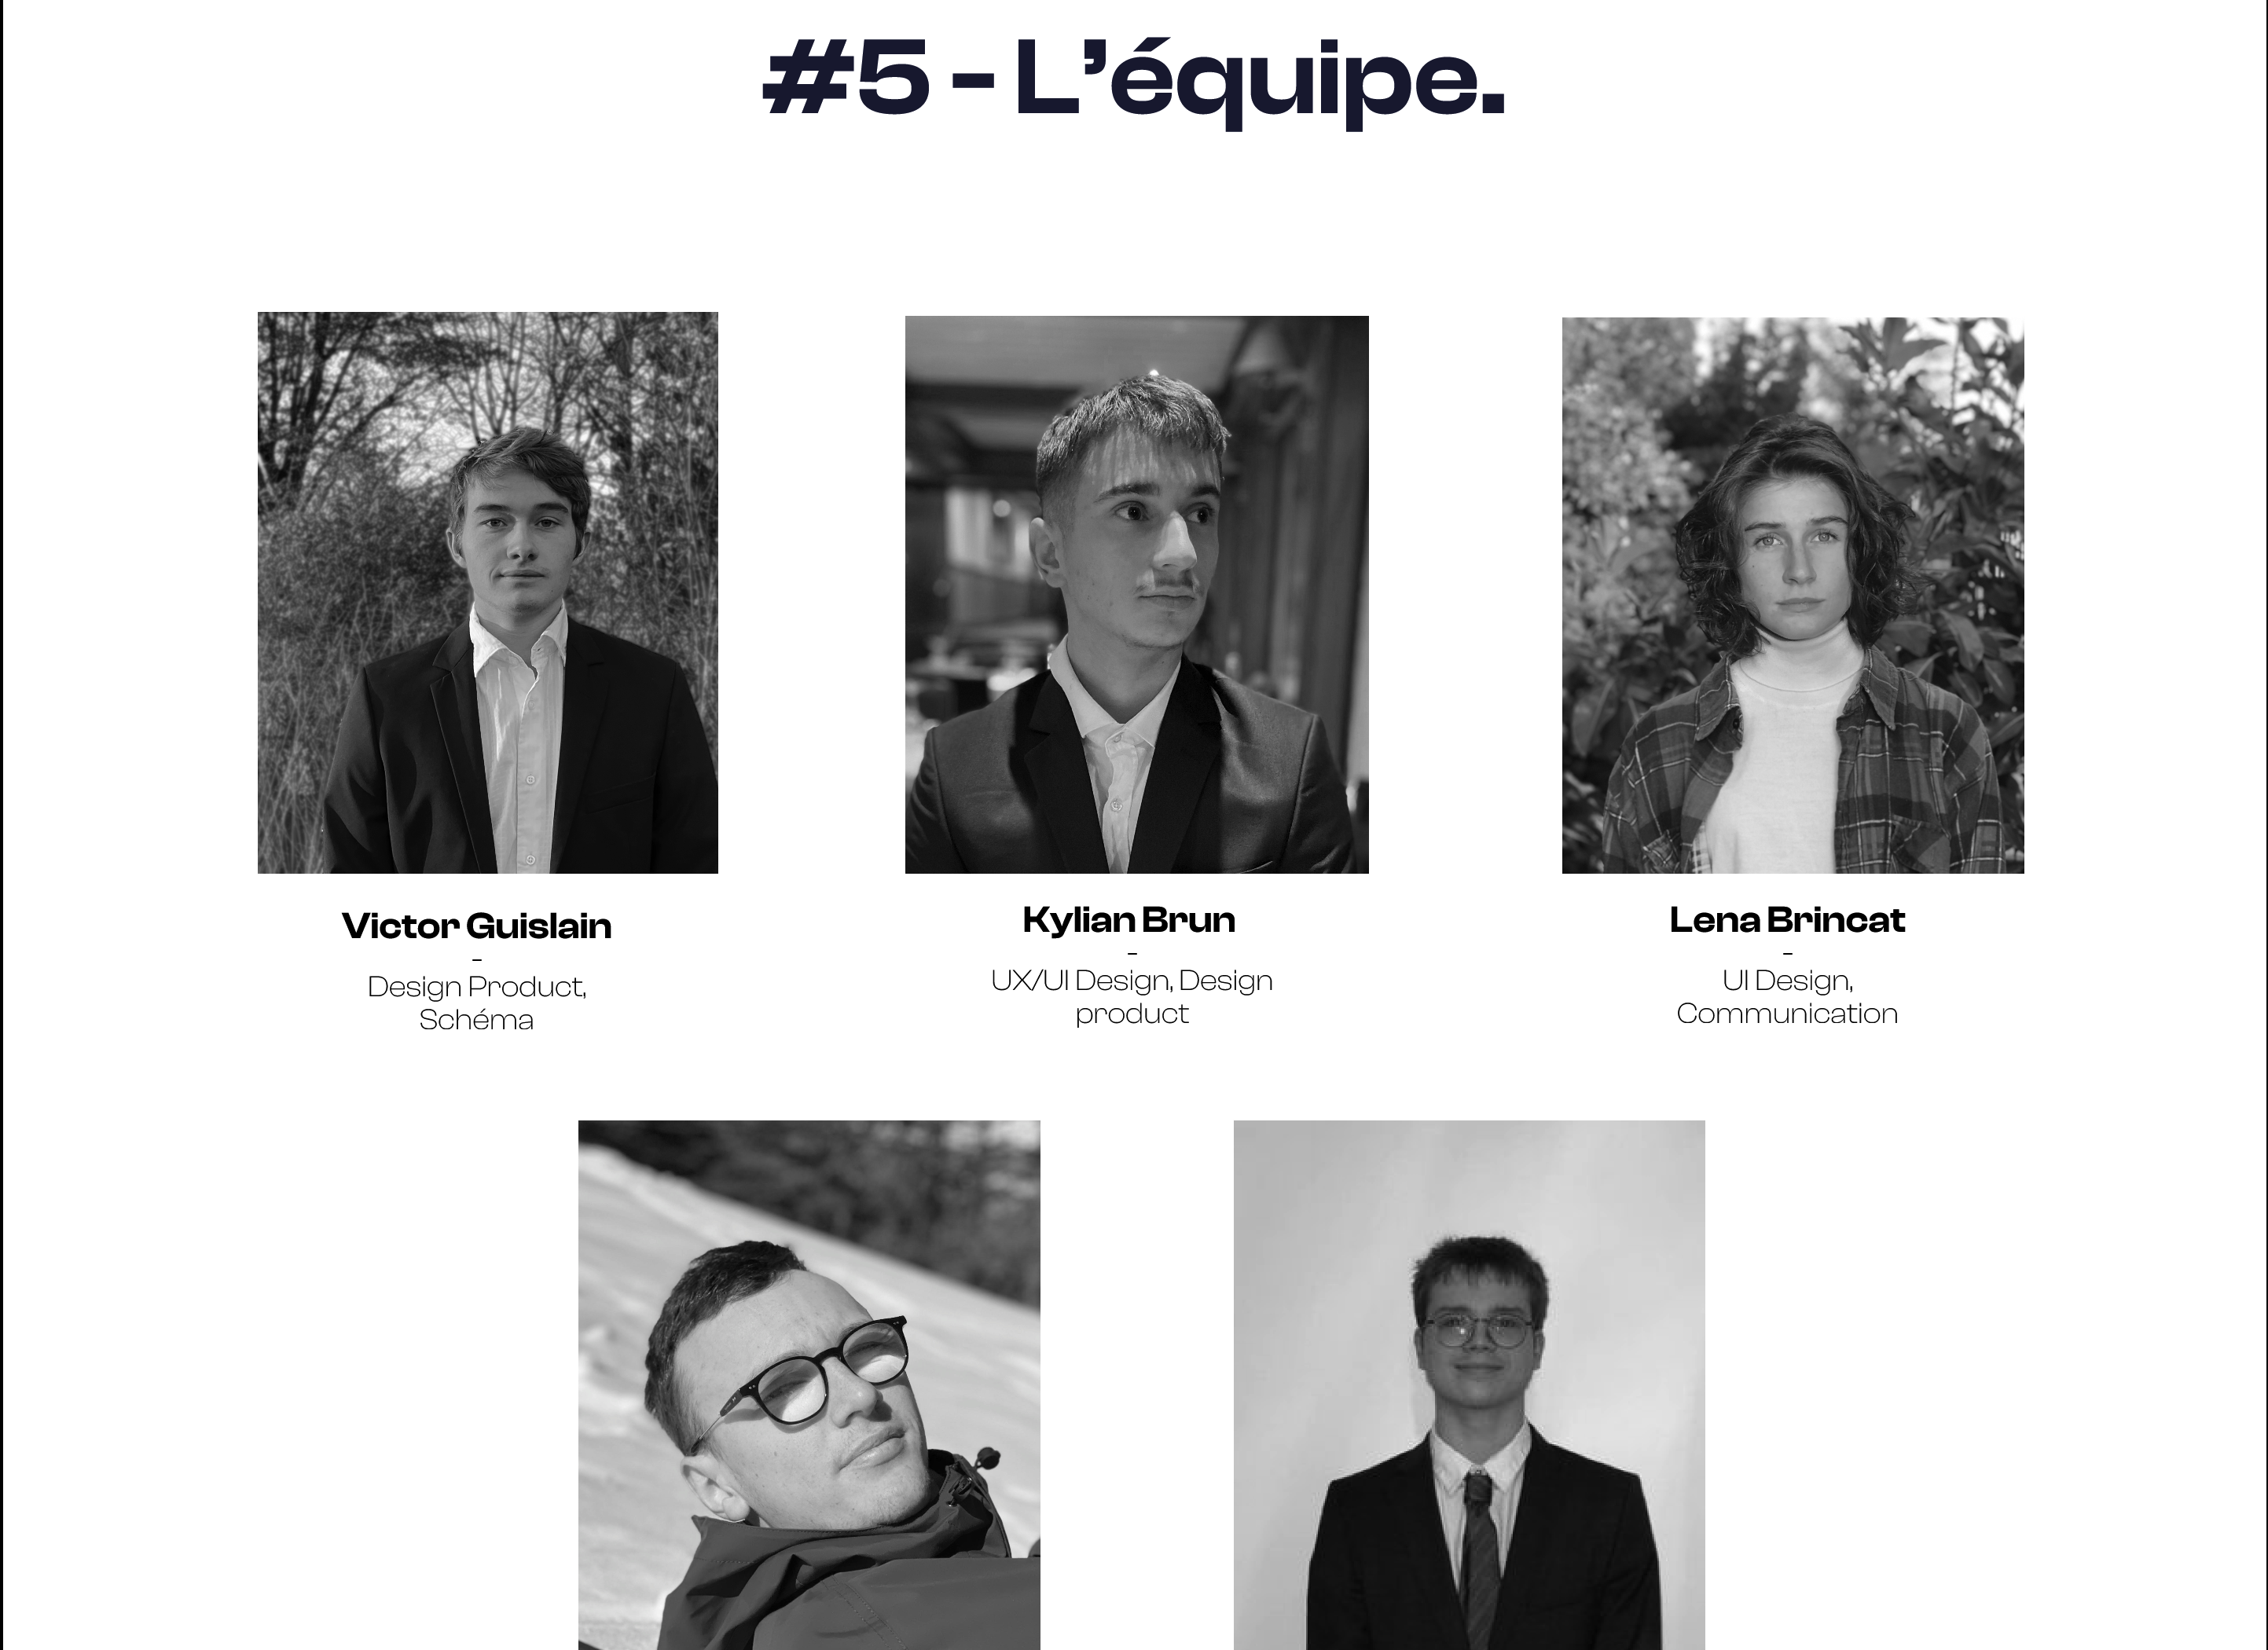 #5 - L’équipe.
Victor Guislain
-
Design Product,
Schéma
Kylian Brun
-
UX/UI Design, Design
product
Lena Brincat
-
UI Design,
Communication